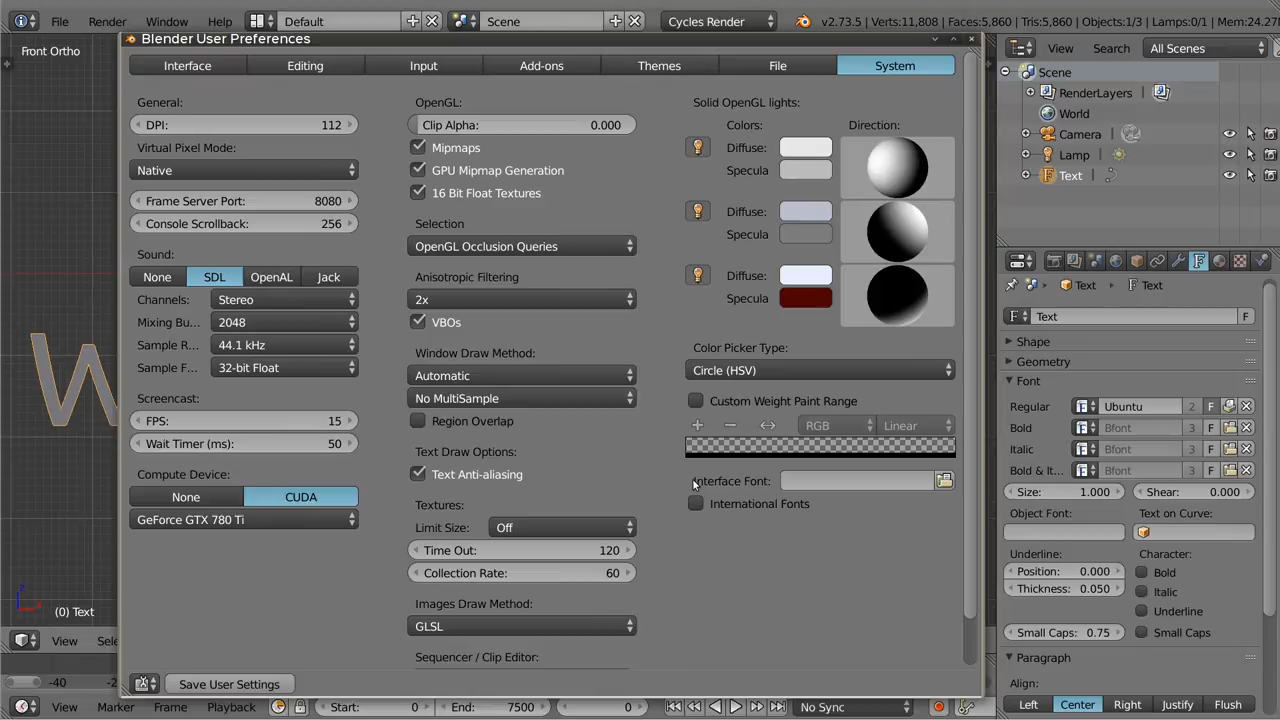 File Render Window Help Default Scene Cycles Render v2.73.5 | Verts:11,808 | Faces:5,860 | Tris:5,860 | Objects:1/3 | Lamps:0/1 | Mem:24.27
Front Ortho
Blender User Preferences
Interface Editing Input Add-ons Themes File System
General:
DPI: 112
Virtual Pixel Mode:
Native
Frame Server Port: 8080
Console Scrollback: 256
Sound:
None SDL OpenAL Jack
Channels: Stereo
Mixing Bu... 2048
Sample R... 44.1 kHz
Sample F... 32-bit Float
Screencast:
FPS: 15
Wait Timer (ms): 50
Compute Device:
None CUDA
GeForce GTX 780 Ti
OpenGL:
Clip Alpha: 0.000
Mipmaps
GPU Mipmap Generation
16 Bit Float Textures
Selection
OpenGL Occlusion Queries
Anisotropic Filtering
2x
VBOs
Window Draw Method:
Automatic
No MultiSample
Region Overlap
Text Draw Options:
Text Anti-aliasing
Textures:
Limit Size: Off
Time Out: 120
Collection Rate: 60
Images Draw Method:
GLSL
Sequencer / Clip Editor:
Solid OpenGL lights:
Colors: Direction:
Diffuse:
Specula
Diffuse:
Specula
Diffuse:
Specula
Color Picker Type:
Circle (HSV)
Custom Weight Paint Range
RGB Linear
Interface Font:
International Fonts
Save User Settings
W
(0) Text
View Sele
-40 -2
View Marker Frame Playback Start: 0 End: 7500 0 No Sync
View Search All Scenes
Scene
RenderLayers
World
Camera
Lamp
Text
Text Text
Text F
Shape
Geometry
Font
Regular Ubuntu 2 F
Bold Bfont 3 F
Italic Bfont 3 F
Bold & It... Bfont 3 F
Size: 1.000 Shear: 0.000
Object Font: Text on Curve:
Underline: Character:
Position: 0.000 Bold
Thickness: 0.050 Italic
Underline
Small Caps: 0.75 Small Caps
Paragraph
Align:
Left Center Right Justify Flush